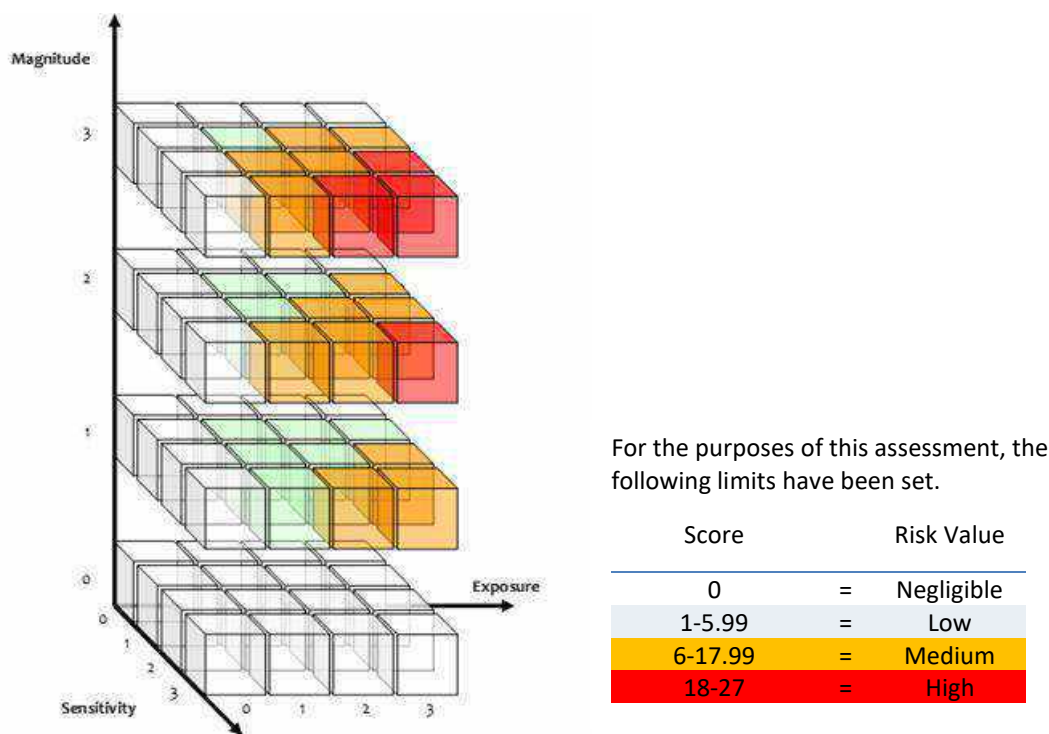 Magnitude
3
2
1
0
Exposure
0
1
2
3
Sensitivity
0
1
2
3
For the purposes of this assessment, the
following limits have been set.
Score Risk Value
0 = Negligible
1-5.99 = Low
6-17.99 = Medium
18-27 = High